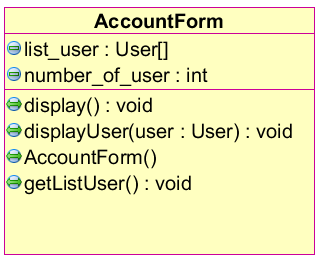 AccountForm
list_user : User[]
number_of_user : int
display() : void
displayUser(user : User) : void
AccountForm()
getListUser() : void